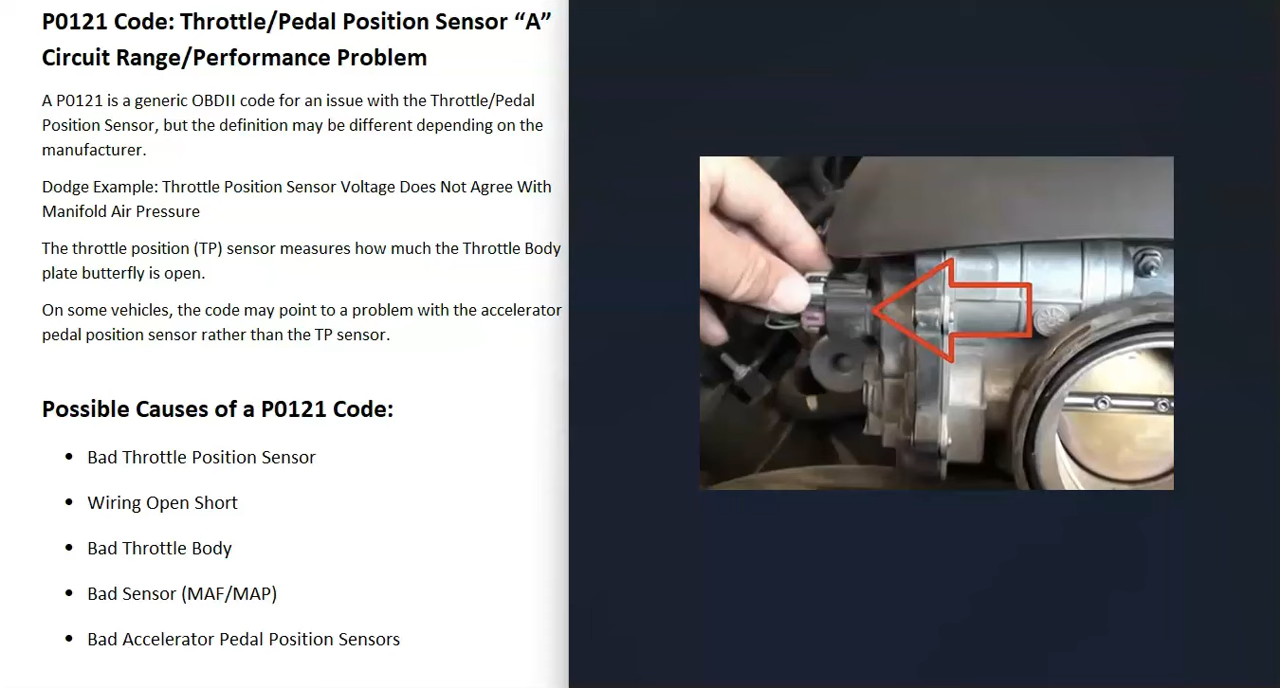 P0121 Code: Throttle/Pedal Position Sensor “A”
Circuit Range/Performance Problem
A P0121 is a generic OBDII code for an issue with the Throttle/Pedal
Position Sensor, but the definition may be different depending on the
manufacturer.
Dodge Example: Throttle Position Sensor Voltage Does Not Agree With
Manifold Air Pressure
The throttle position (TP) sensor measures how much the Throttle Body
plate butterfly is open.
On some vehicles, the code may point to a problem with the accelerator
pedal position sensor rather than the TP sensor.
Possible Causes of a P0121 Code:
• Bad Throttle Position Sensor
• Wiring Open Short
• Bad Throttle Body
• Bad Sensor (MAF/MAP)
• Bad Accelerator Pedal Position Sensors